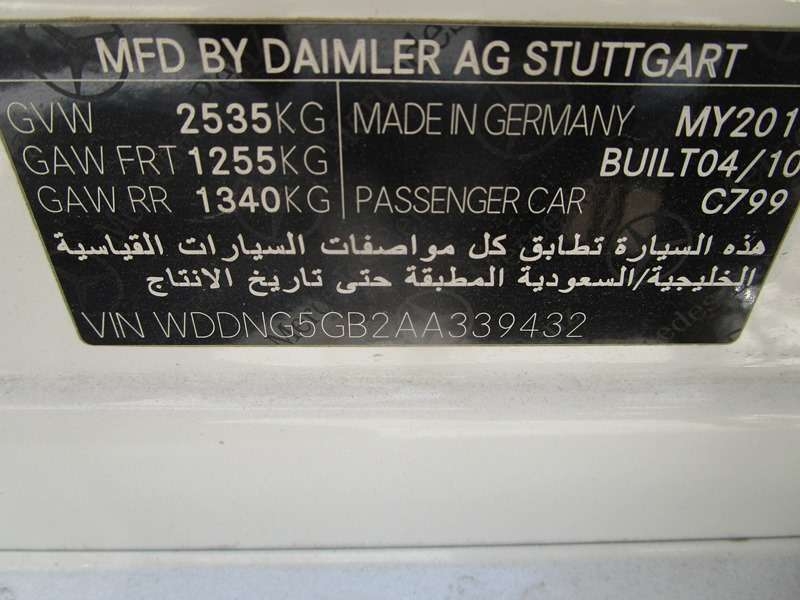 MFD BY DAIMLER AG STUTTGART
GVW 2535KG MADE IN GERMANY MY201
GAW FRT 1255KG BUILT04/10
GAW RR 1340KG PASSENGER CAR C799
هذه السيارة تطابق كل مواصفات السيارات القياسية
الخليجية/السعودية المطبقة حتى تاريخ الانتاج
VIN WDDNG5GB2AA339432